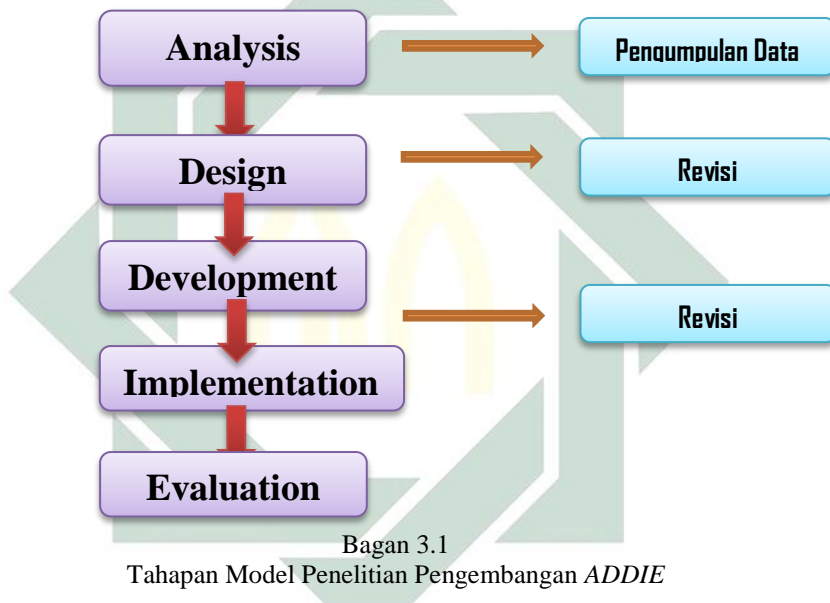 Analysis
Pengumpulan Data
Design
Revisi
Development
Revisi
Implementation
Evaluation
Bagan 3.1
Tahapan Model Penelitian Pengembangan ADDIE